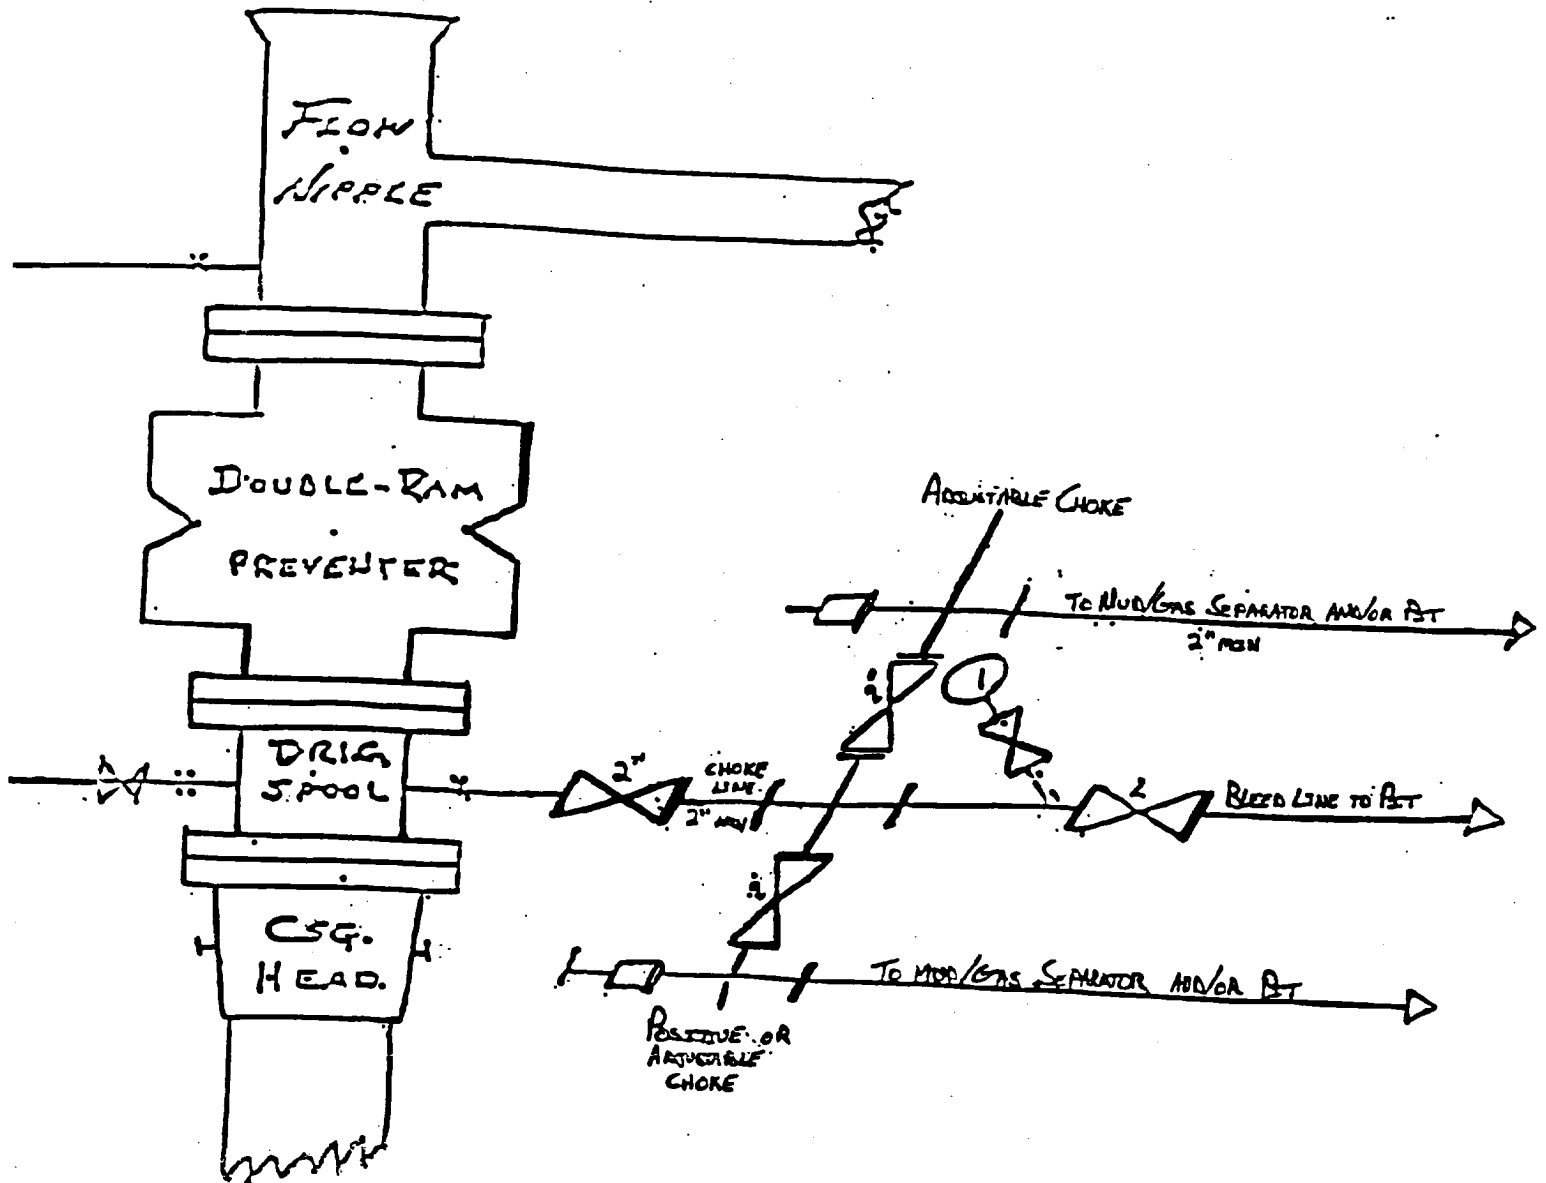 FLOW
NIPPLE
DOUBLE-RAM
PREVENTER
DRLG
SPOOL
CSG.
HEAD.
ADJUSTABLE CHOKE
TO MUD/GAS SEPARATOR AND/OR PIT
2" MIN
2"
1
2"
CHOKE
LINE
2" MIN
2
BLEED LINE TO PIT
2"
TO MUD/GAS SEPARATOR AND/OR PIT
POSITIVE OR
ADJUSTABLE
CHOKE